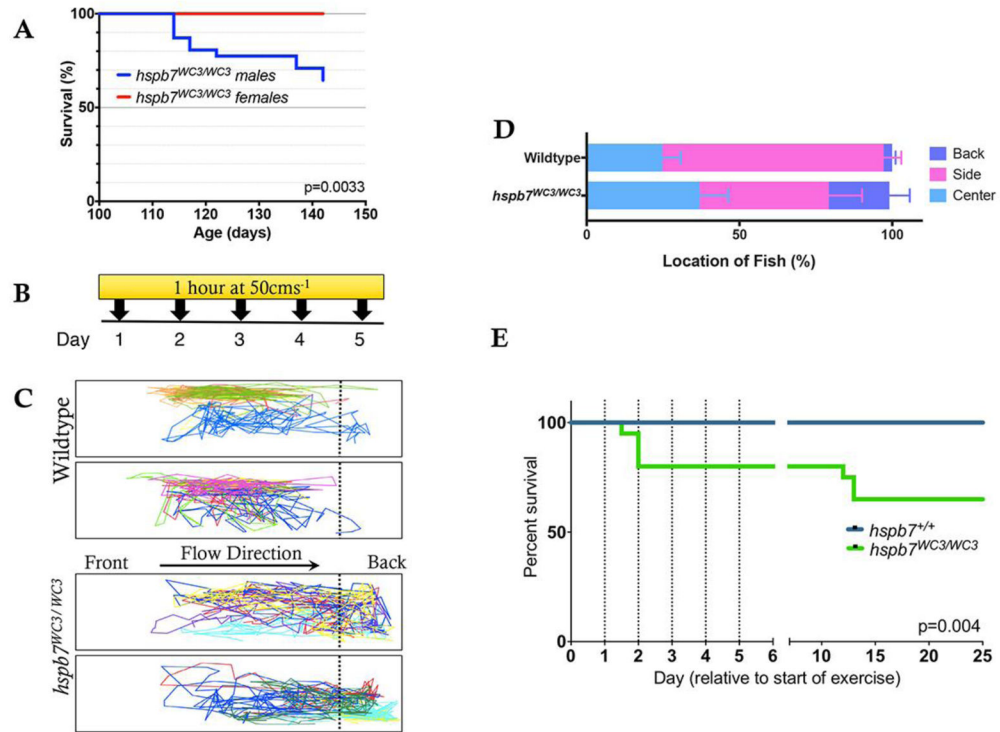 A
100
50
0
Survival (%)
hspb7WC3/WC3 males
hspb7WC3/WC3 females
p=0.0033
100 110 120 130 140 150
Age (days)
B
1 hour at 50cms-1
Day 1 2 3 4 5
C
Wildtype
Front Flow Direction Back
hspb7WC3/WC3
D
Wildtype
hspb7WC3/WC3
Back
Side
Center
0 50 100
Location of Fish (%)
E
100
50
0
Percent survival
hspb7+/+
hspb7WC3/WC3
p=0.004
0 1 2 3 4 5 6 10 15 20 25
Day (relative to start of exercise)